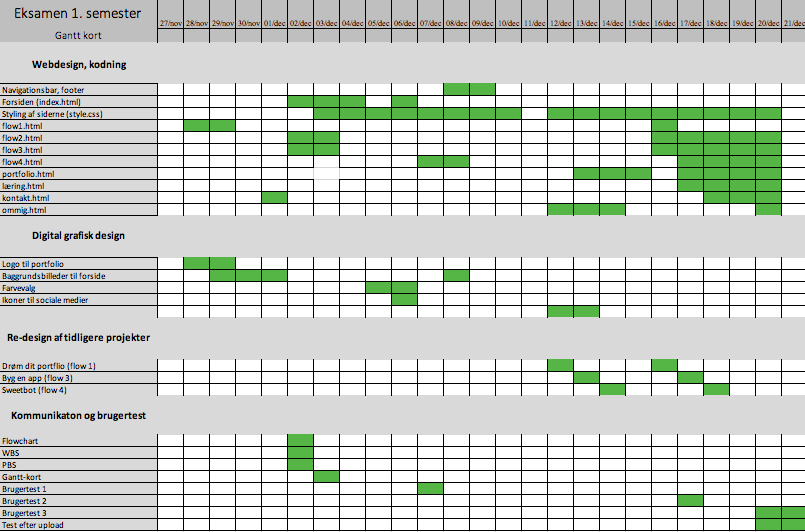 Eksamen 1. semester
Gantt kort
27/nov 28/nov 29/nov 30/nov 01/dec 02/dec 03/dec 04/dec 05/dec 06/dec 07/dec 08/dec 09/dec 10/dec 11/dec 12/dec 13/dec 14/dec 15/dec 16/dec 17/dec 18/dec 19/dec 20/dec 21/dec
Webdesign, kodning
Navigationsbar, footer
Forsiden (index.html)
Styling af siderne (style.css)
flow1.html
flow2.html
flow3.html
flow4.html
portfolio.html
læring.html
kontakt.html
ommig.html
Digital grafisk design
Logo til portfolio
Baggrundsbilleder til forside
Farvevalg
Ikoner til sociale medier
Re-design af tidligere projekter
Drøm dit portflio (flow 1)
Byg en app (flow 3)
Sweetbot (flow 4)
Kommunikaton og brugertest
Flowchart
WBS
PBS
Gantt-kort
Brugertest 1
Brugertest 2
Brugertest 3
Test efter upload